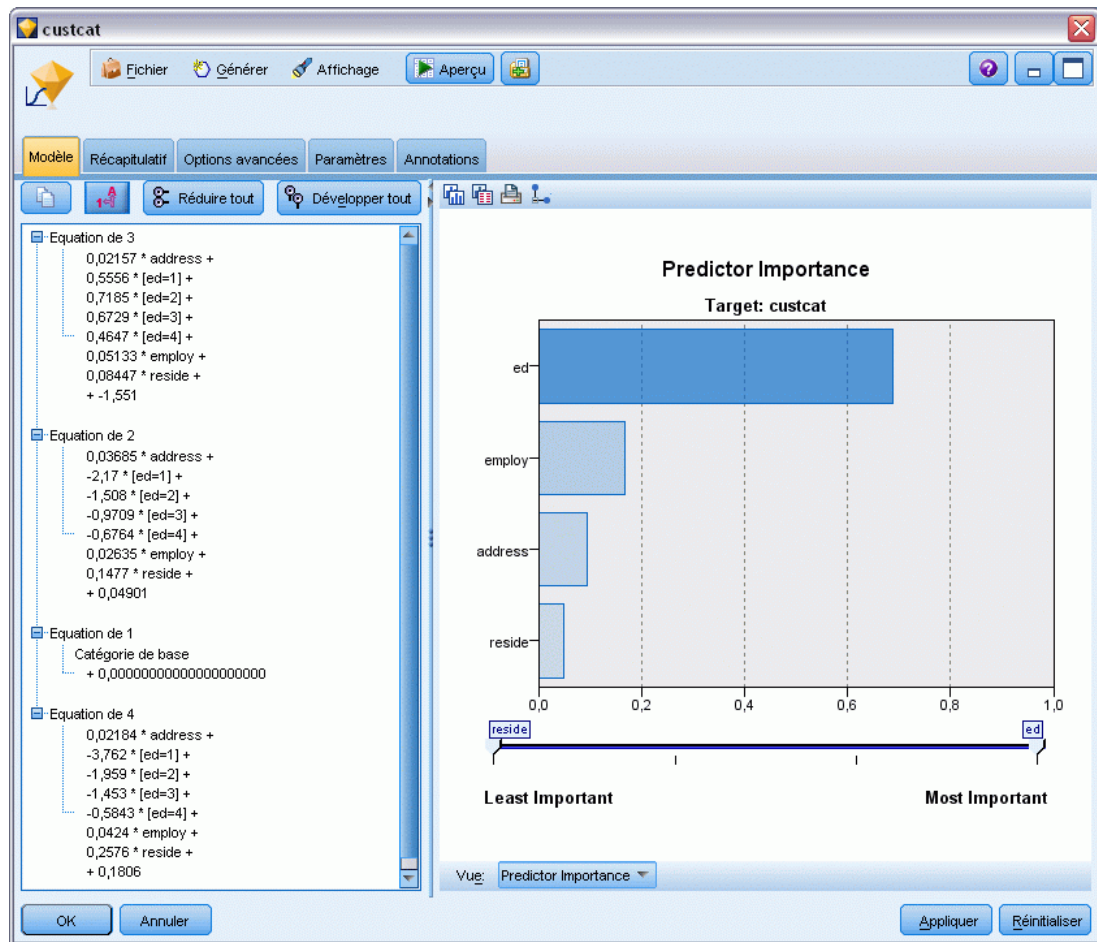 custcat
Fichier Générer Affichage Aperçu
Modèle Récapitulatif Options avancées Paramètres Annotations
Réduire tout Développer tout
Equation de 3
0,02157 * address +
0,5556 * [ed=1] +
0,7185 * [ed=2] +
0,6729 * [ed=3] +
0,4647 * [ed=4] +
0,05133 * employ +
0,08447 * reside +
+ -1,551
Equation de 2
0,03685 * address +
-2,17 * [ed=1] +
-1,508 * [ed=2] +
-0,9709 * [ed=3] +
-0,6764 * [ed=4] +
0,02635 * employ +
0,1477 * reside +
+ 0,04901
Equation de 1
Catégorie de base
+ 0,00000000000000000000
Equation de 4
0,02184 * address +
-3,762 * [ed=1] +
-1,959 * [ed=2] +
-1,453 * [ed=3] +
-0,5843 * [ed=4] +
0,0424 * employ +
0,2576 * reside +
+ 0,1806
Predictor Importance
Target: custcat
ed
employ
address
reside
0,0 0,2 0,4 0,6 0,8 1,0
reside ed
Least Important Most Important
Vue: Predictor Importance
OK Annuler Appliquer Réinitialiser